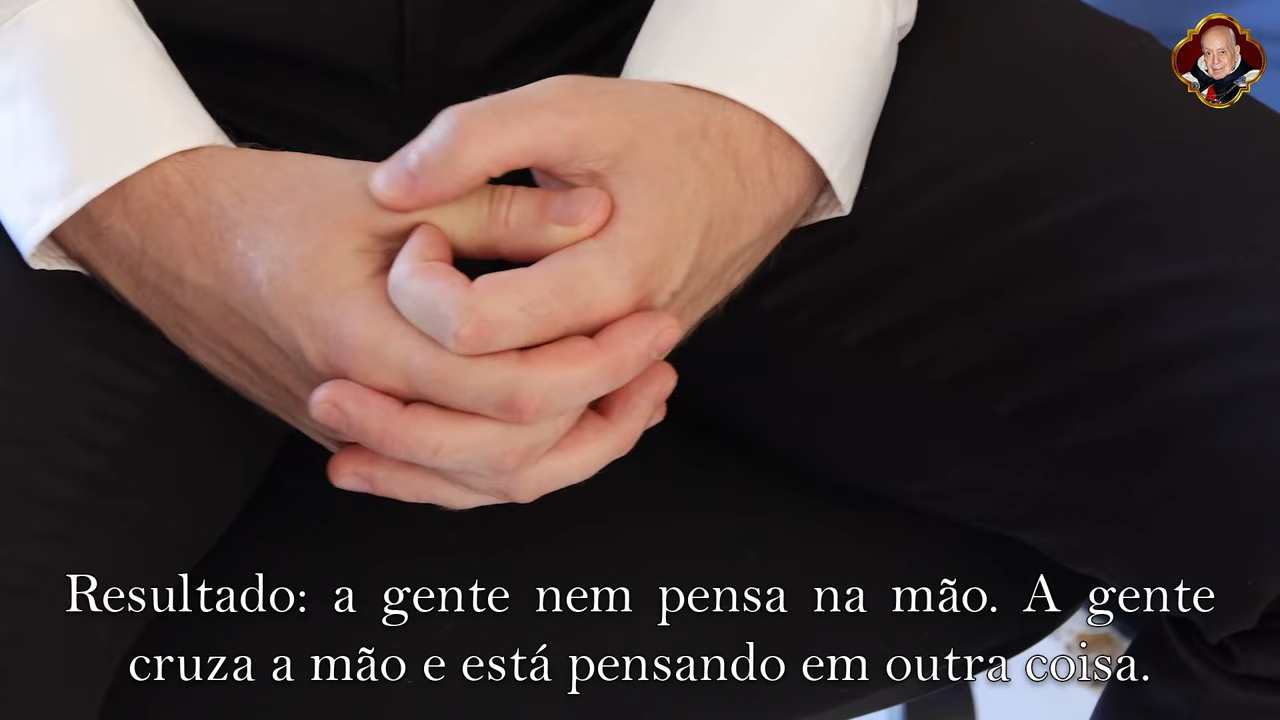 Resultado: a gente nem pensa na mão. A gente
cruza a mão e está pensando em outra coisa.